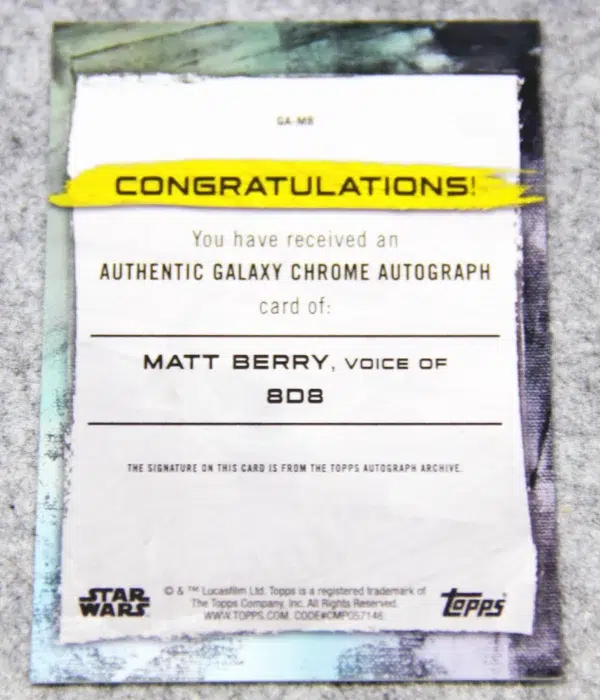 GA-MB
CONGRATULATIONS!
You have received an
AUTHENTIC GALAXY CHROME AUTOGRAPH
card of:
MATT BERRY, VOICE OF
8D8
THE SIGNATURE ON THIS CARD IS FROM THE TOPPS AUTOGRAPH ARCHIVE.
STAR
WARS
© & ™ Lucasfilm Ltd. Topps is a registered trademark of
The Topps Company, Inc. All Rights Reserved.
WWW.TOPPS.COM CODE#CMP057146
Topps